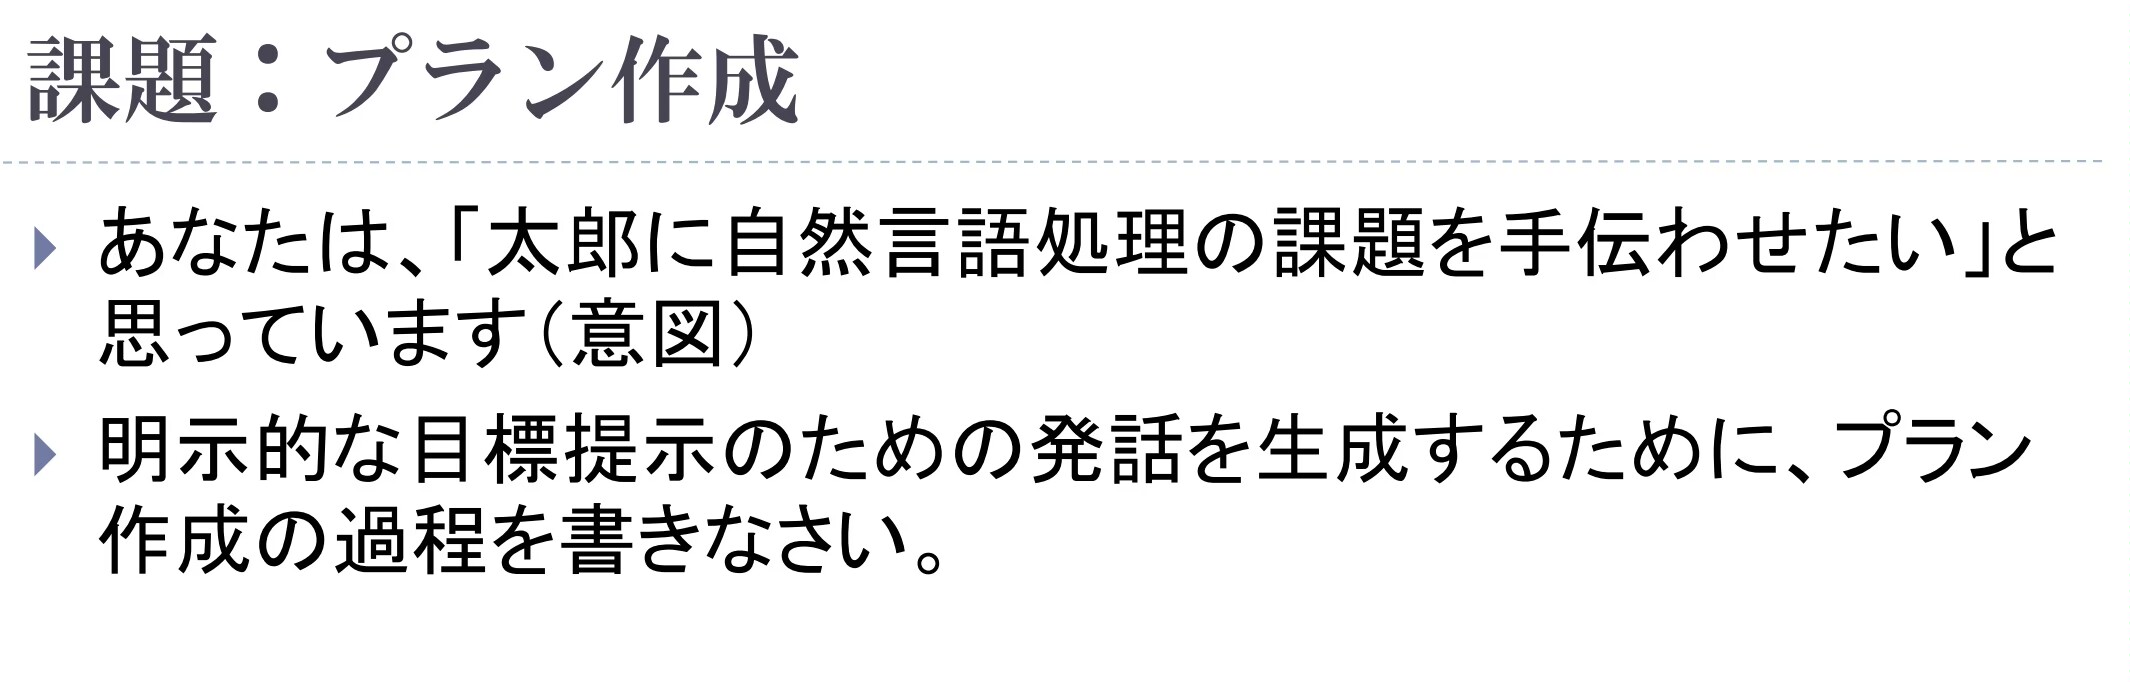 課題：プラン作成
あなたは、「太郎に自然言語処理の課題を手伝わせたい」と
思っています（意図）
明示的な目標提示のための発話を生成するために、プラン
作成の過程を書きなさい。